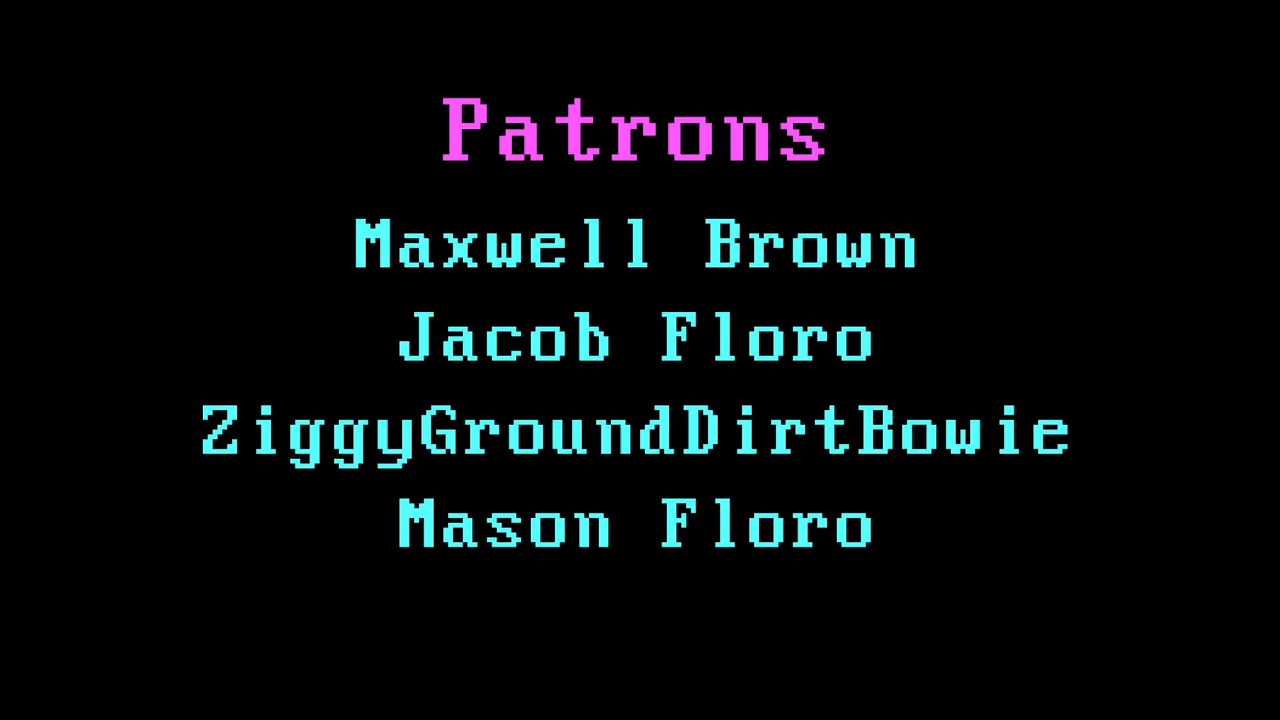 Patrons
Maxwell Brown
Jacob Floro
ZiggyGroundDirtBowie
Mason Floro